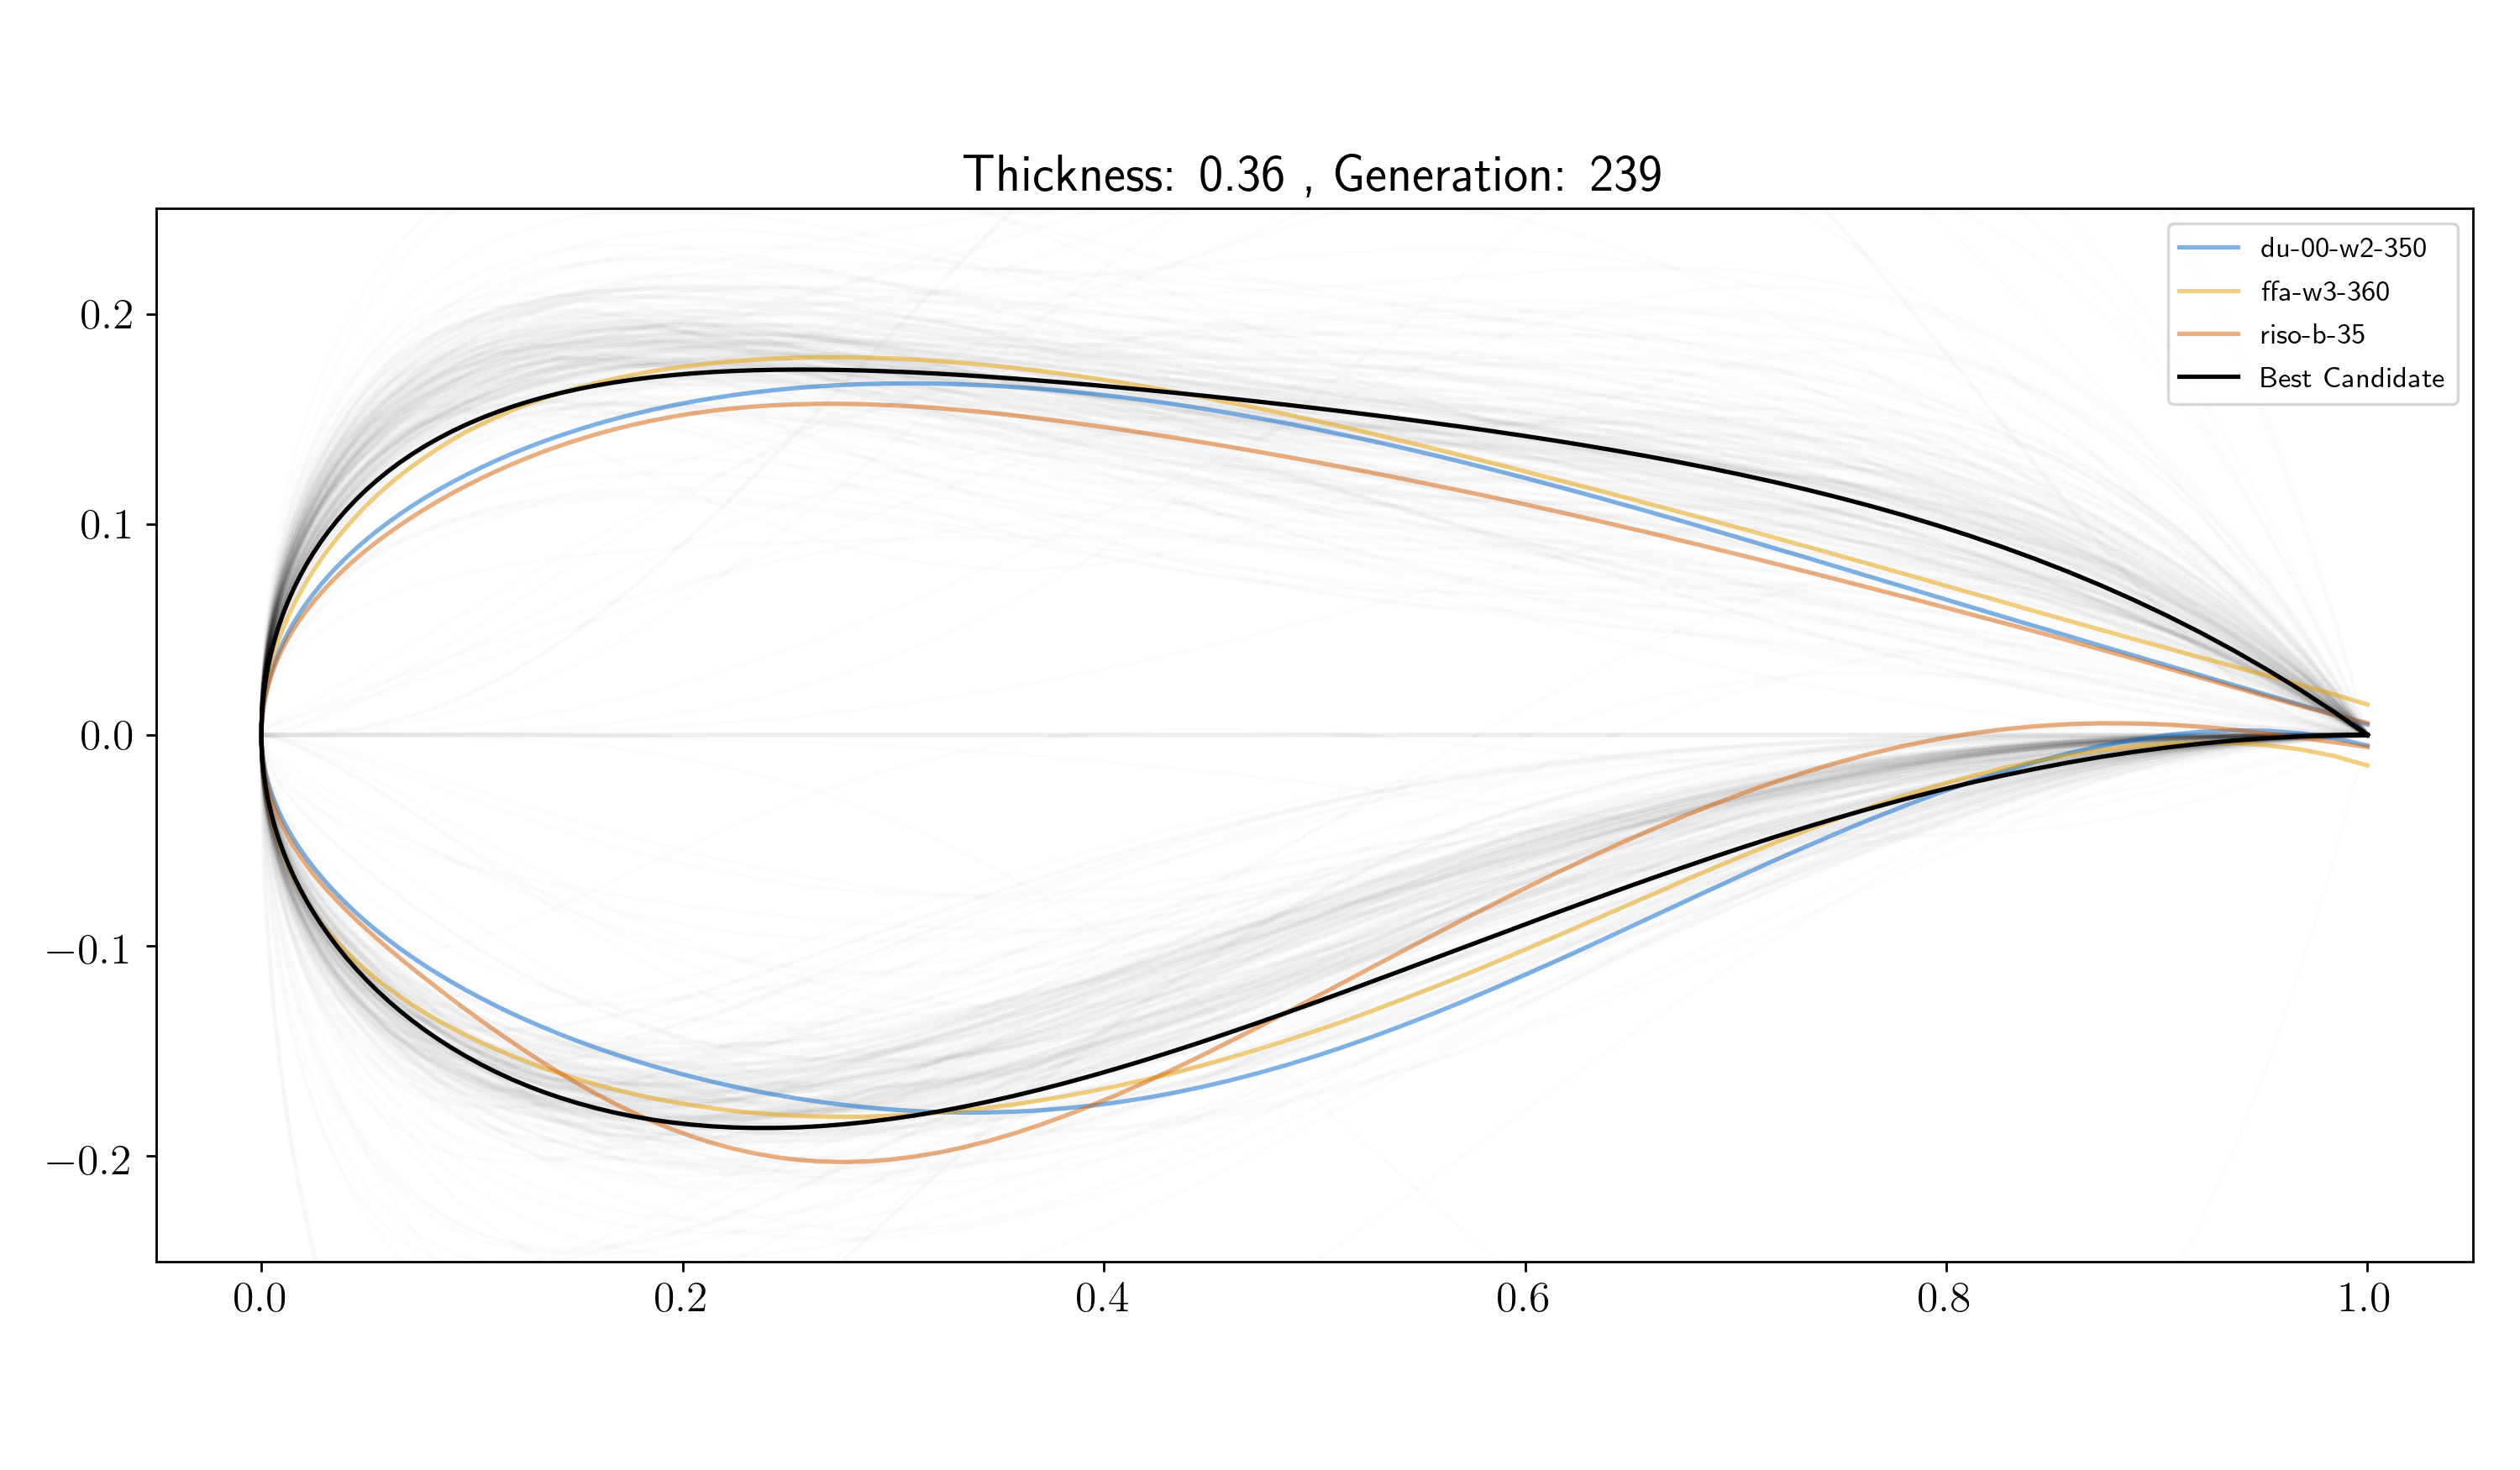 Thickness: 0.36 , Generation: 239
du-00-w2-350
ffa-w3-360
riso-b-35
Best Candidate
0.2
0.1
0.0
−0.1
−0.2
0.0 0.2 0.4 0.6 0.8 1.0